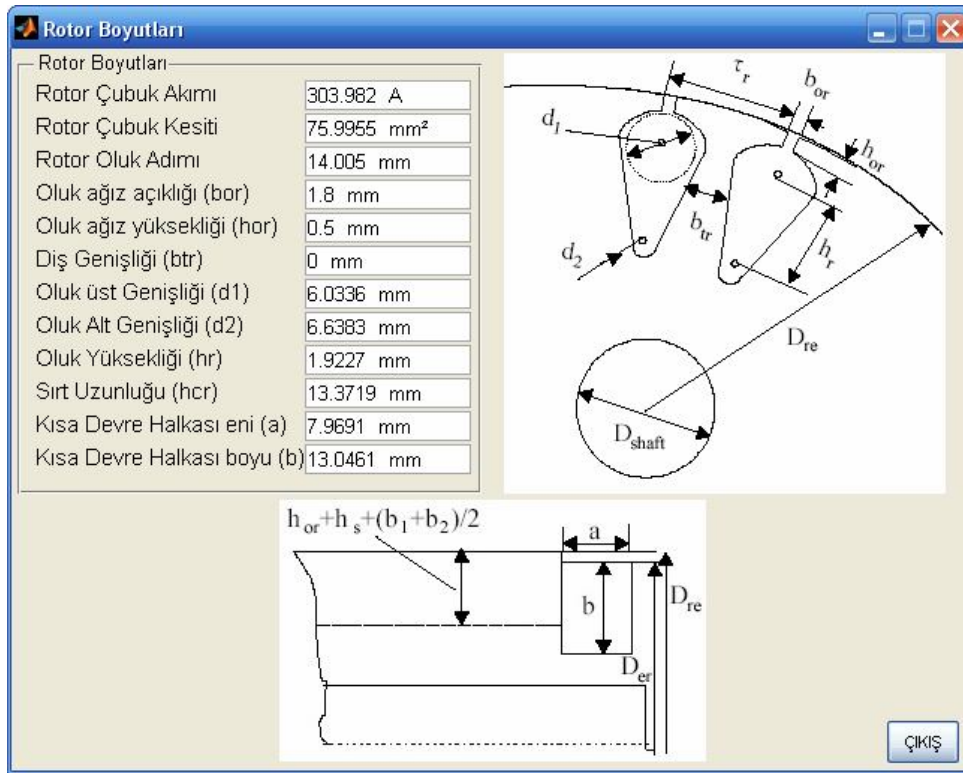 Rotor Boyutları
Rotor Boyutları
Rotor Çubuk Akımı 303.982 A
Rotor Çubuk Kesiti 75.9955 mm²
Rotor Oluk Adımı 14.005 mm
Oluk ağız açıklığı (bor) 1.8 mm
Oluk ağız yüksekliği (hor) 0.5 mm
Diş Genişliği (btr) 0 mm
Oluk üst Genişliği (d1) 6.0336 mm
Oluk Alt Genişliği (d2) 6.6383 mm
Oluk Yüksekliği (hr) 1.9227 mm
Sırt Uzunluğu (hcr) 13.3719 mm
Kısa Devre Halkası eni (a) 7.9691 mm
Kısa Devre Halkası boyu (b) 13.0461 mm
τr
bor
d1
hor
btr
hr
d2
Dre
Dshaft
hor+hs+(b1+b2)/2
a
b
Dre
Der
ÇIKIŞ